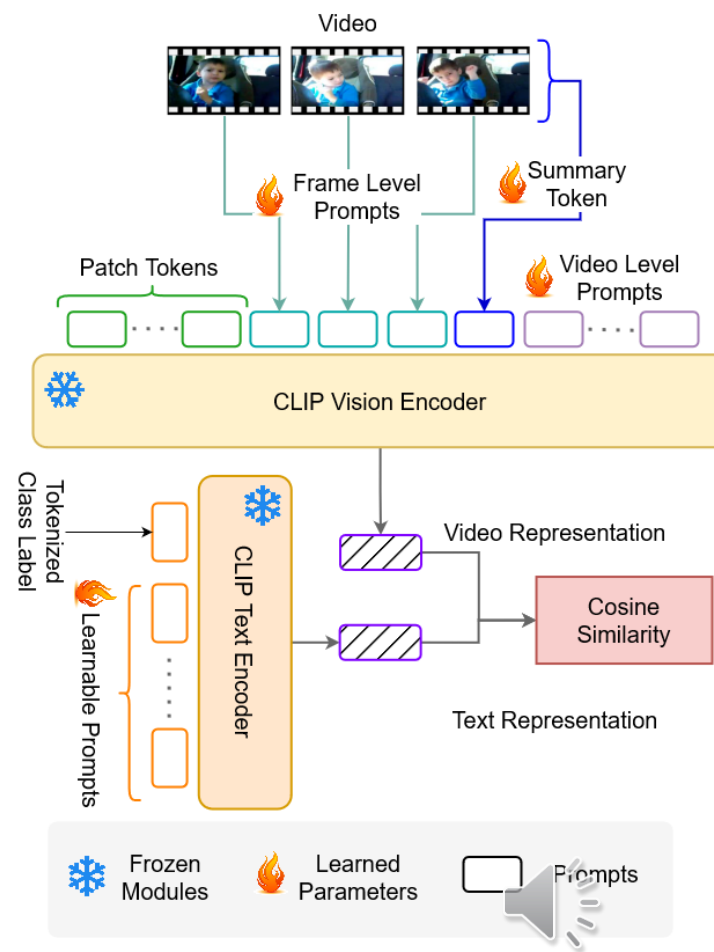 Video
Frame Level
Prompts
Summary
Token
Patch Tokens
Video Level
Prompts
CLIP Vision Encoder
Tokenized
Class Label
CLIP Text Encoder
Learnable Prompts
Video Representation
Cosine
Similarity
Text Representation
Frozen
Modules
Learned
Parameters
Prompts